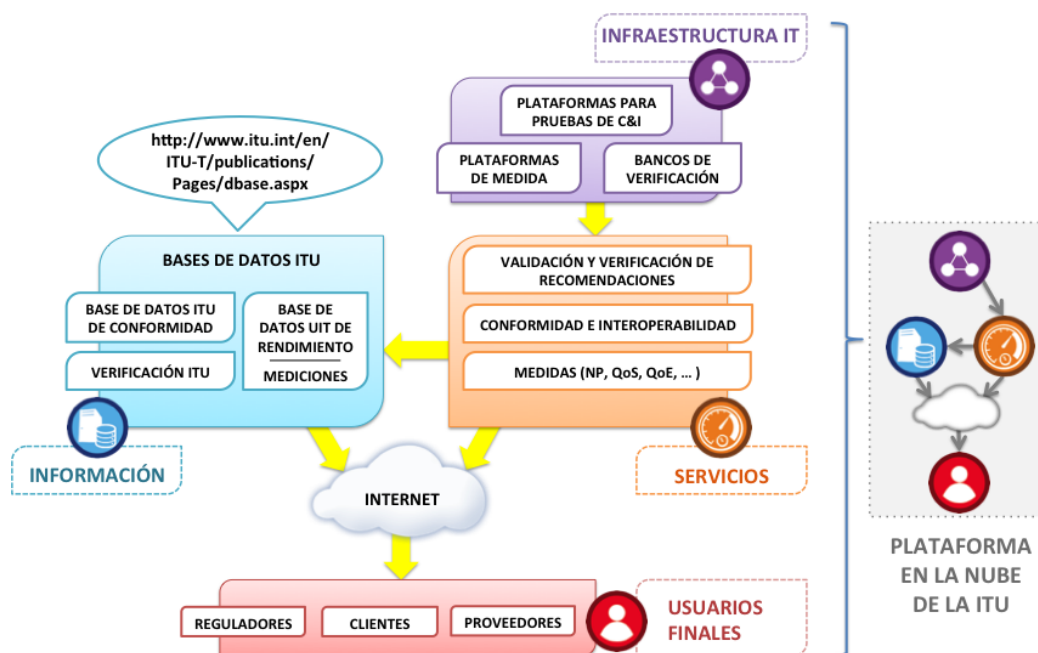 INFRAESTRUCTURA IT
PLATAFORMAS PARA
PRUEBAS DE C&I
PLATAFORMAS
DE MEDIDA
BANCOS DE
VERIFICACIÓN
http://www.itu.int/en/
ITU-T/publications/
Pages/dbase.aspx
BASES DE DATOS ITU
BASE DE DATOS ITU
DE CONFORMIDAD
VERIFICACIÓN ITU
BASE DE
DATOS UIT DE
RENDIMIENTO
MEDICIONES
INFORMACIÓN
VALIDACIÓN Y VERIFICACIÓN DE
RECOMENDACIONES
CONFORMIDAD E INTEROPERABILIDAD
MEDIDAS (NP, QoS, QoE, ... )
SERVICIOS
INTERNET
REGULADORES
CLIENTES
PROVEEDORES
USUARIOS
FINALES
PLATAFORMA
EN LA NUBE
DE LA ITU